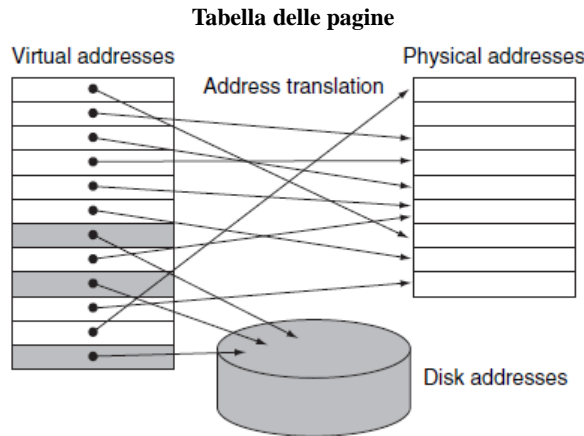 Tabella delle pagine
Virtual addresses
Physical addresses
Address translation
Disk addresses